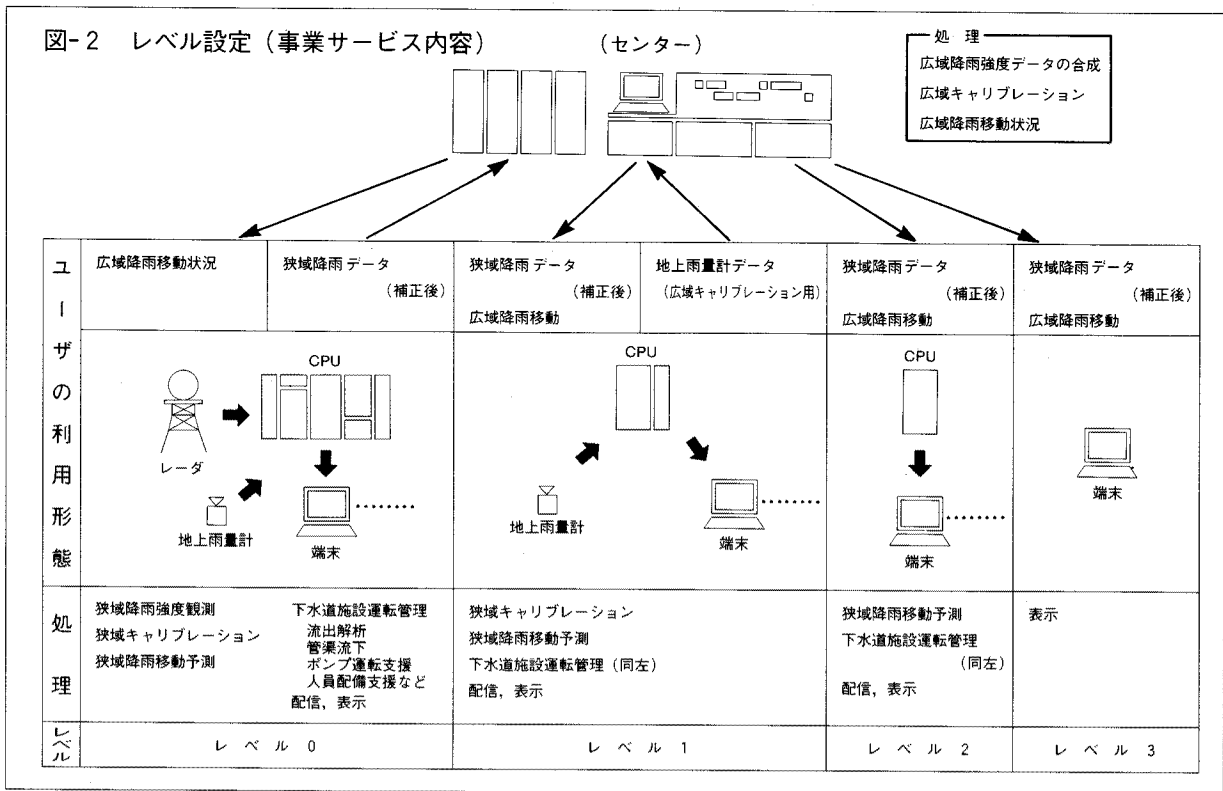 図-2 レベル設定（事業サービス内容）
（センター）
処理
広域降雨強度データの合成
広域キャリブレーション
広域降雨移動状況
ユーザの利用形態
広域降雨移動状況
狭域降雨データ
（補正後）
狭域降雨データ
（補正後）
広域降雨移動
地上雨量計データ
（広域キャリブレーション用）
狭域降雨データ
（補正後）
広域降雨移動
狭域降雨データ
（補正後）
広域降雨移動
CPU
レーダ
地上雨量計
端末
CPU
地上雨量計
端末
CPU
端末
端末
処理
狭域降雨強度観測
狭域キャリブレーション
狭域降雨移動予測
下水道施設運転管理
流出解析
管渠流下
ポンプ運転支援
人員配備支援など
配信，表示
狭域キャリブレーション
狭域降雨移動予測
下水道施設運転管理（同左）
配信，表示
狭域降雨移動予測
下水道施設運転管理
（同左）
配信，表示
表示
レベル
レベル0
レベル1
レベル2
レベル3